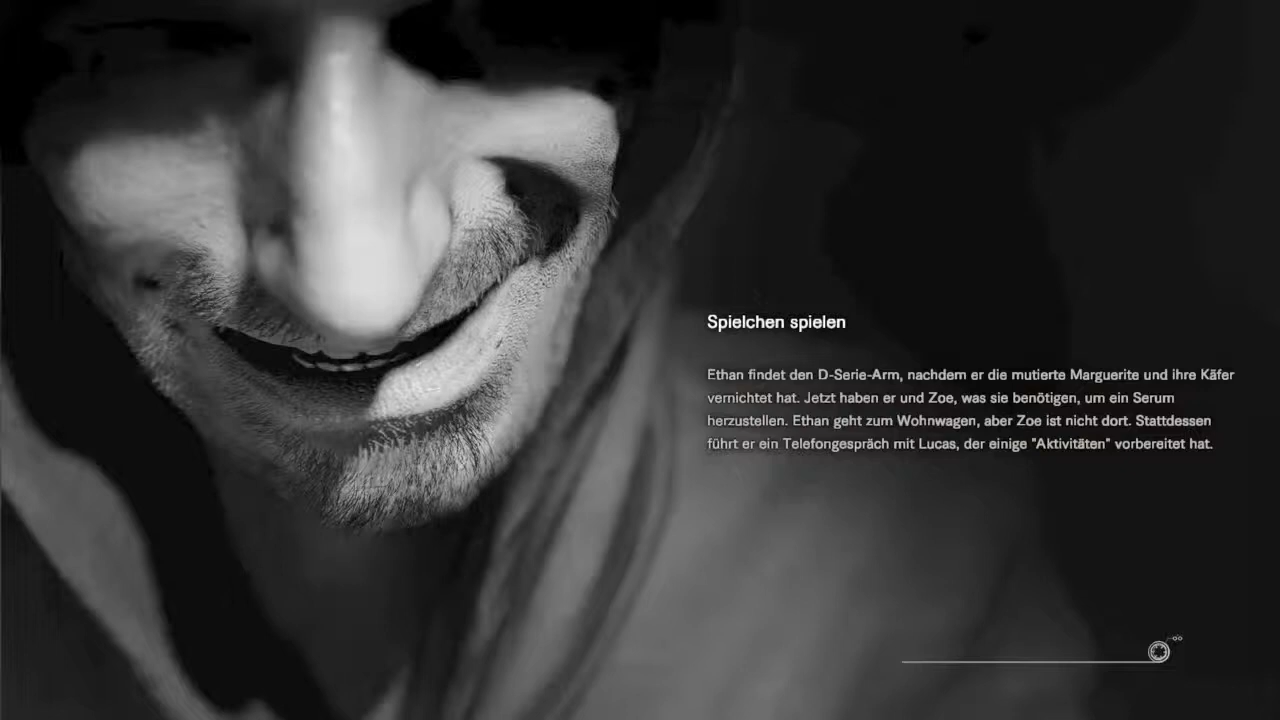 Spielchen spielen
Ethan findet den D-Serie-Arm, nachdem er die mutierte Marguerite und ihre Käfer
vernichtet hat. Jetzt haben er und Zoe, was sie benötigen, um ein Serum
herzustellen. Ethan geht zum Wohnwagen, aber Zoe ist nicht dort. Stattdessen
führt er ein Telefongespräch mit Lucas, der einige "Aktivitäten" vorbereitet hat.